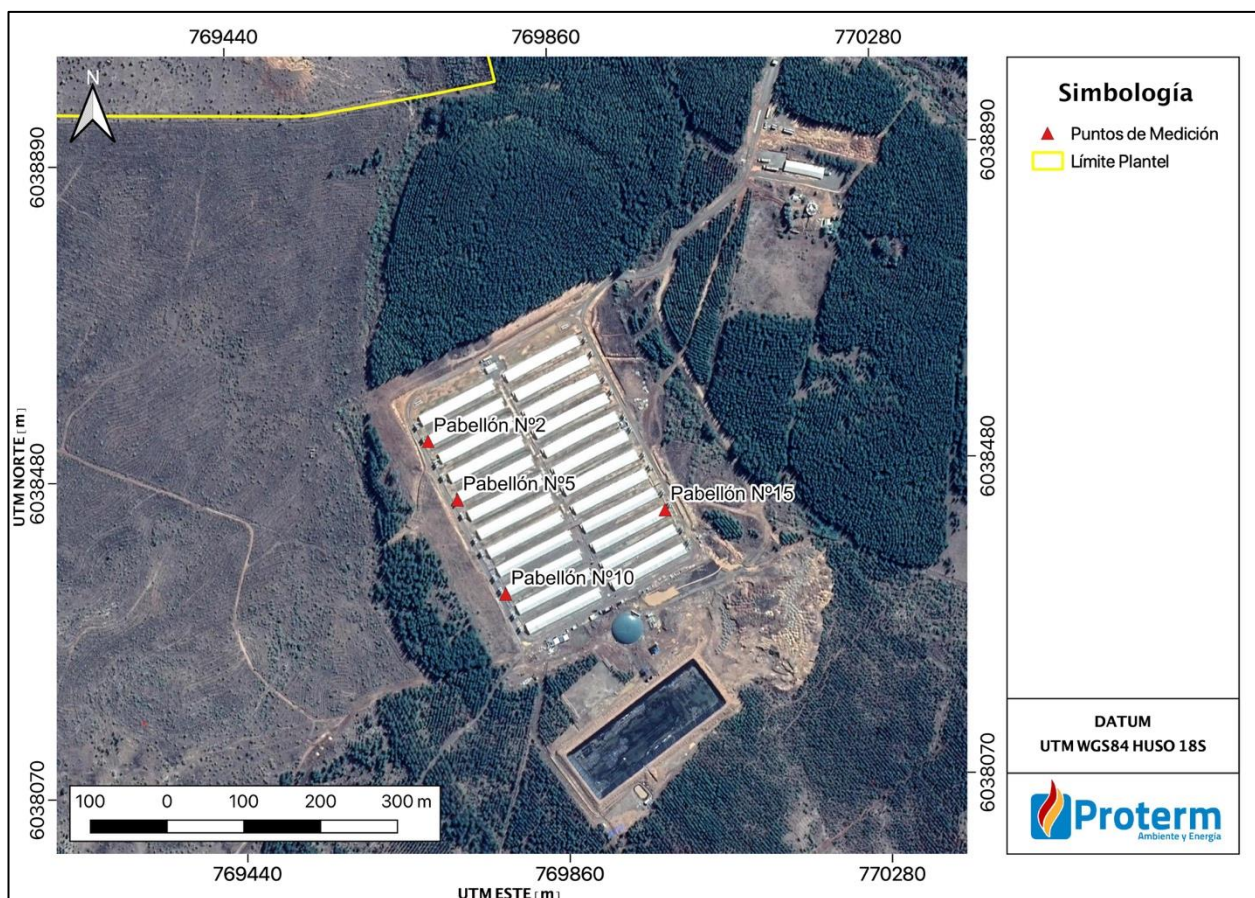 769440 769860 770280
N
6038890
6038890
Simbología
Puntos de Medición
Límite Plantel
Pabellón Nº2
6038480
6038480
Pabellón Nº5
Pabellón Nº15
UTM NORTE [m]
Pabellón Nº10
DATUM
UTM WGS84 HUSO 18S
6038070
6038070
100 0 100 200 300 m
Proterm
Ambiente y Energía
769440 769860 770280
UTM ESTE [m]